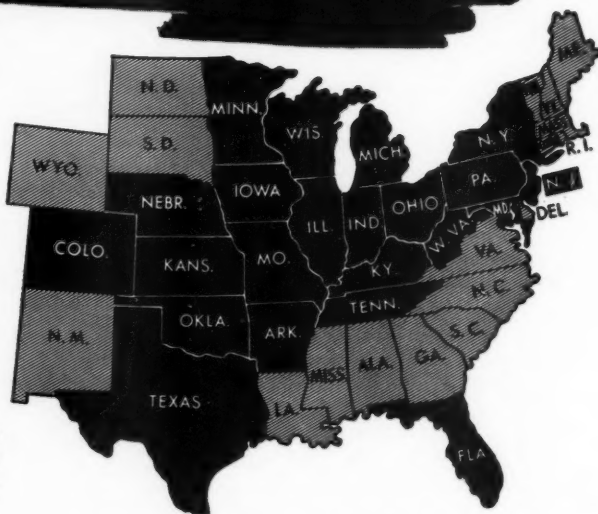 N.D.
MINN.
ME.
WIS.
S.D.
MICH.
N.Y.
MASS.
R.I.
WYO.
NEBR.
IOWA
PA.
N.J.
ILL.
IND.
OHIO
MD.
DEL.
COLO.
KANS.
MO.
W.VA.
VA.
KY.
N.M.
OKLA.
ARK.
TENN.
N.C.
S.C.
TEXAS
LA.
MISS.
ALA.
GA.
FLA